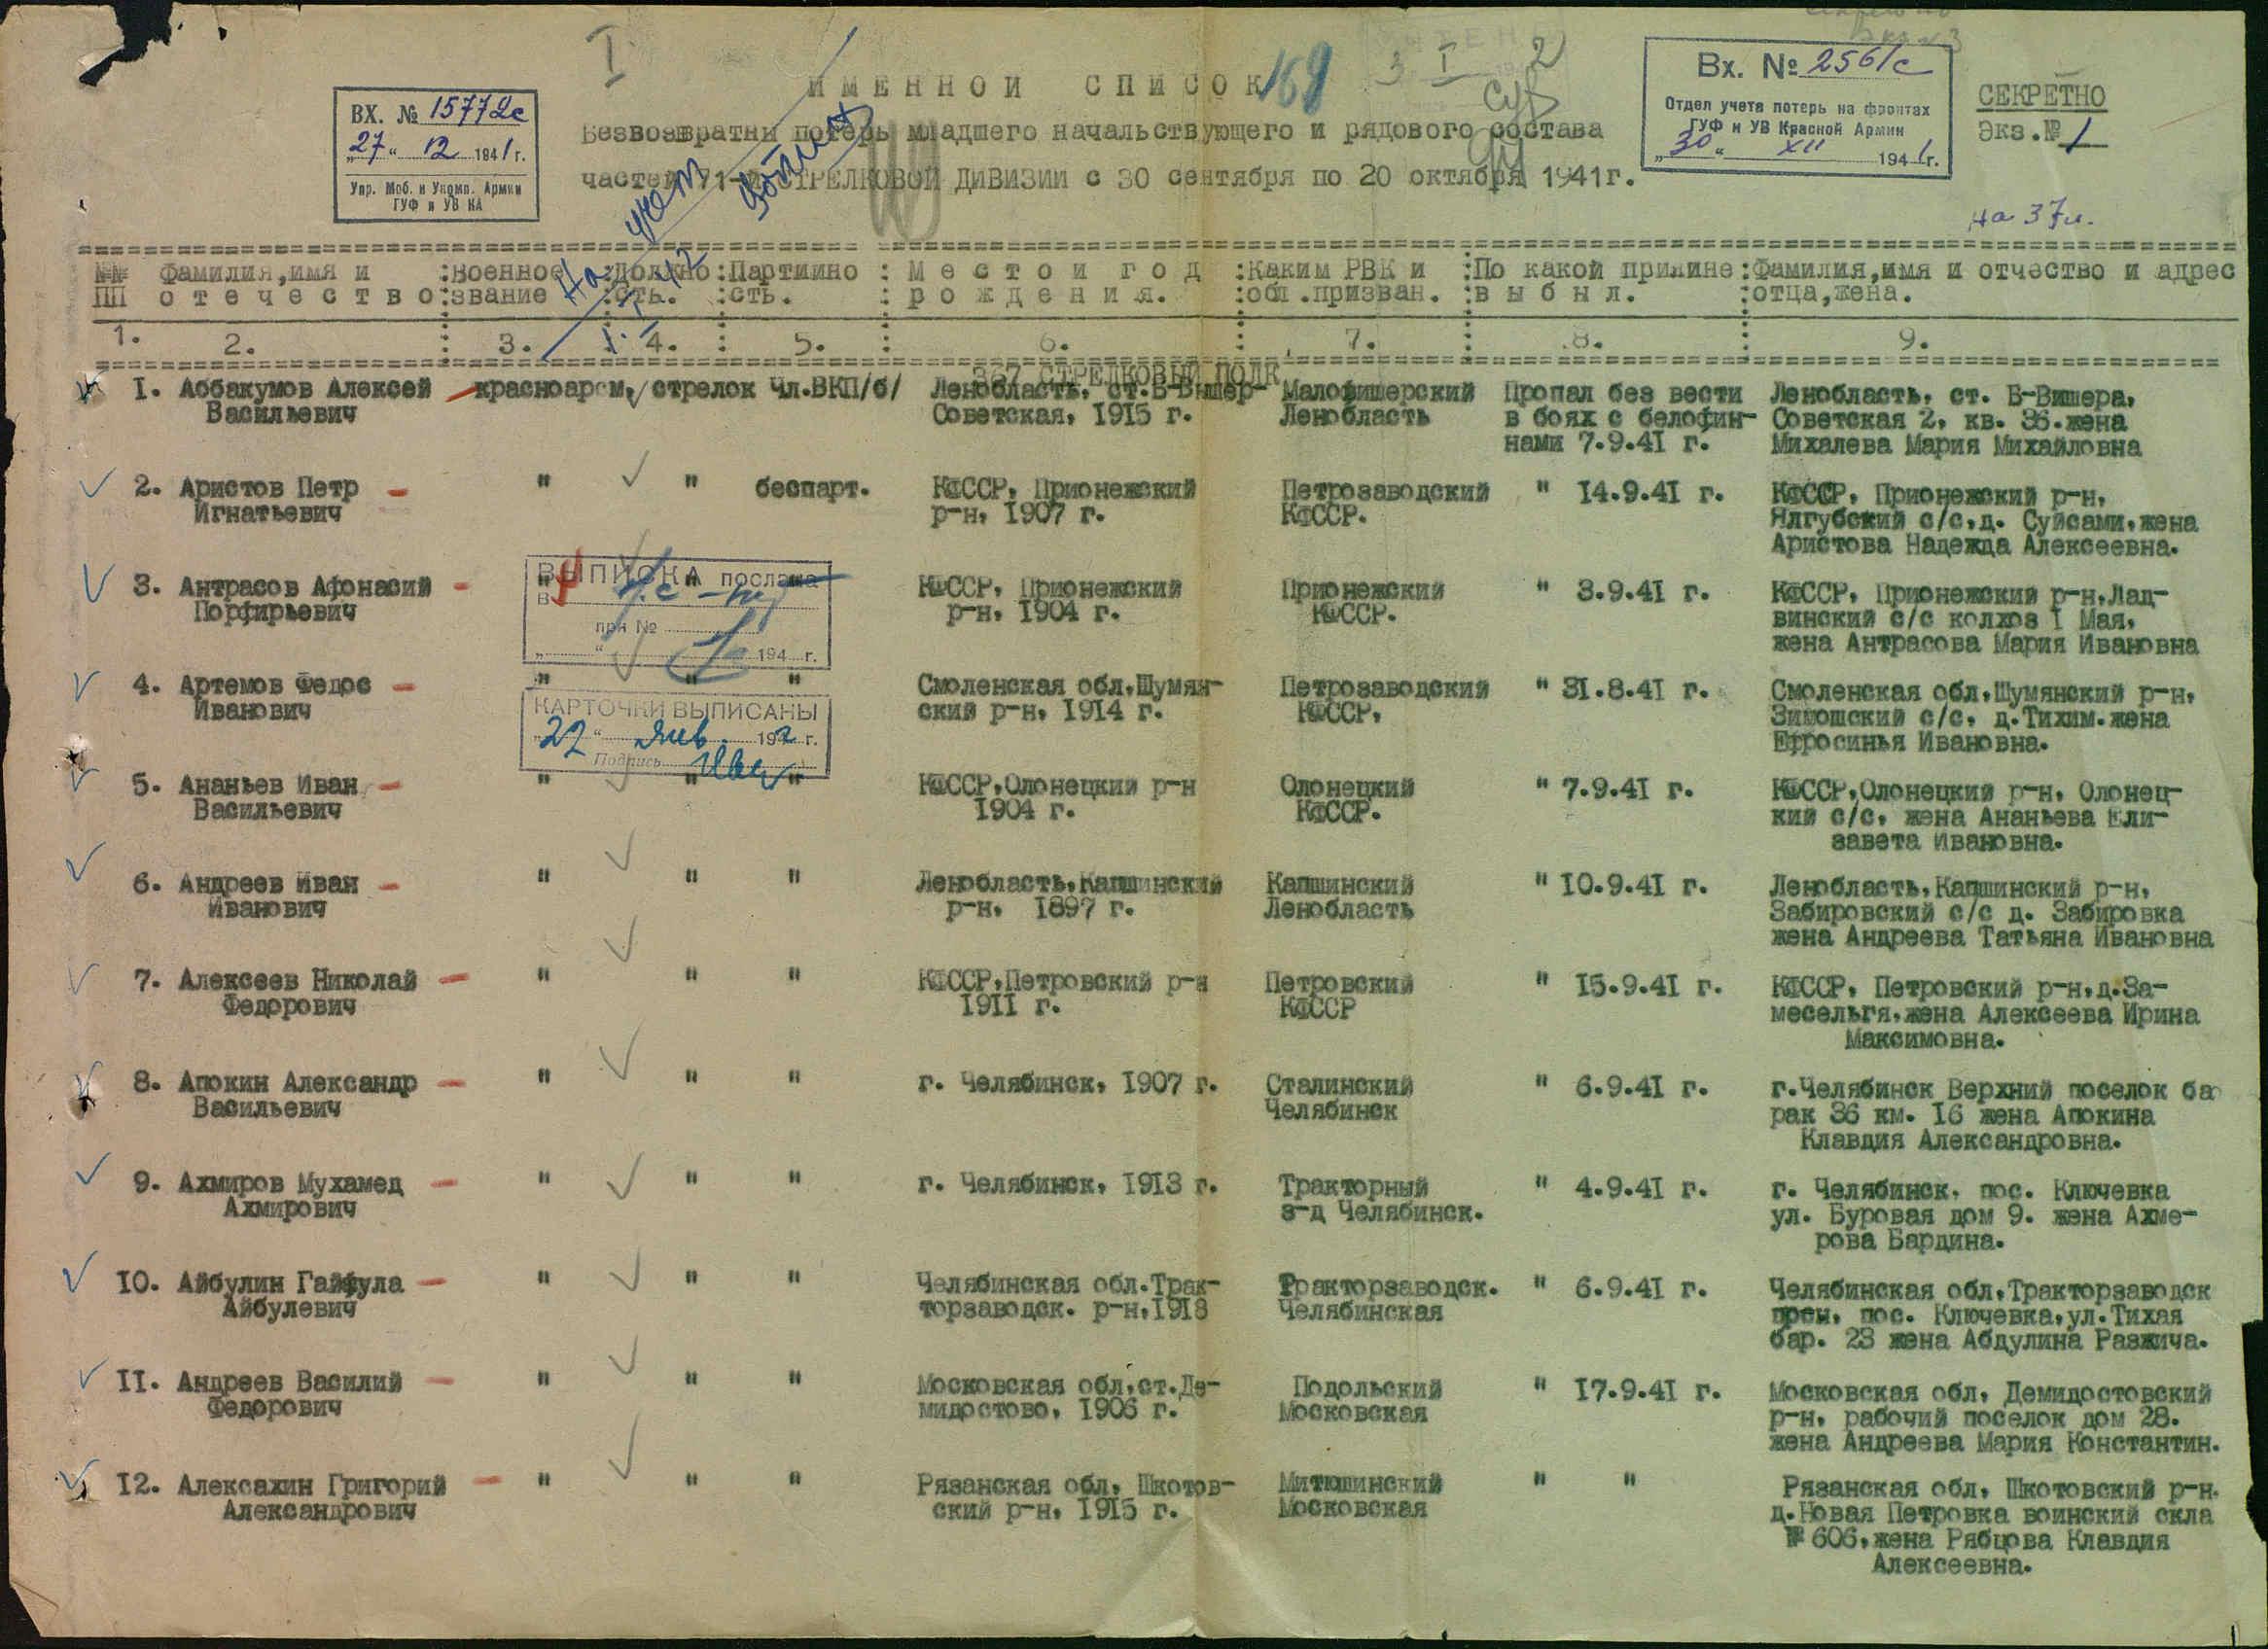 I
ИМЕННОЙ СПИСОК
169
3 I 2
Вх. № 15772с
"27" 12 1941 г.
Упр. Моб. и Укомп. Армии
ГУФ и УВ КА
Вх. № 2561с
Отдел учета потерь на фронтах
ГУФ и УВ Красной Армии
"30" XII 1941 г.
СЕКРЕТНО
Экз.№ 1
Безвозвратнй потерь младшего начальствующего и рядового состава
частей 71-й СТРЕЛКОВОЙ ДИВИЗИИ с 30 сентября по 20 октября 1941г.
на 37л.
На учет
№№ Фамилия,имя и :Военное :Должно:Партийно : Место и год :Каким РВК и :По какой причине:Фамилия,имя и отчество и адрес
ПП отечество:звание :сть. :сть. : рождения. :обл.призван. :выбыл. :отца,жена.
1. 2. : 3. : 4. : 5. : 6. : 7. : 8. : 9.
367 СТРЕЛКОВЫЙ ПОЛК
I. Аббакумов Алексей красноарм, стрелок Чл.ВКП/б/ Ленобласть, ст.Б-Вишер- Малофишерский Пропал без вести Ленобласть, ст. Б-Вишера,
Васильевич Советская, 1915 г. Ленобласть в боях с белофин- Советская 2, кв. 36.жена
нами 7.9.41 г. Михалева Мария Михайловна
2. Аристов Петр " " беспарт. КФССР, Прионежский Петрозаводский " 14.9.41 г. КФССР, Прионежский р-н,
Игнатьевич р-н, 1907 г. КФССР. Ялгубский с/с,д. Суйсами,жена
Аристова Надежда Алексеевна.
ВЫПИСКА послана
в
при №
" " 194 г.
3. Антрасов Афонасий " " " КФССР, Прионежский Прионежский " 3.9.41 г. КФССР, Прионежский р-н,Лад-
Порфирьевич р-н, 1904 г. КФССР. винский с/с колхоз I Мая,
жена Антрасова Мария Ивановна
4. Артемов Федос " " " Смоленская обл,Шумян- Петрозаводский " 31.8.41 г. Смоленская обл,Шумянский р-н,
Иванович ский р-н, 1914 г. КФССР, Зимошский с/с, д.Тихим.жена
Ефросинья Ивановна.
КАРТОЧКИ ВЫПИСАНЫ
"27" янв 1942 г.
Подпись
5. Ананьев Иван " " " КФССР,Олонецкий р-н Олонецкий " 7.9.41 г. КФССР,Олонецкий р-н, Олонец-
Васильевич 1904 г. КФССР. кий с/с, жена Ананьева Ели-
завета Ивановна.
6. Андреев Иван " " " Ленобласть,Капшинский Капшинский " 10.9.41 г. Ленобласть,Капшинский р-н,
Иванович р-н, 1897 г. Ленобласть Забировский с/с д. Забировка
жена Андреева Татьяна Ивановна
7. Алексеев Николай " " " КФССР,Петровский р-н Петровский " 15.9.41 г. КФССР, Петровский р-н,д.За-
Федорович 1911 г. КФССР месельгя,жена Алексеева Ирина
Максимовна.
8. Апокин Александр " " " г. Челябинск, 1907 г. Сталинский " 6.9.41 г. г.Челябинск Верхний поселок ба
Васильевич Челябинск рак 36 км. 16 жена Апокина
Клавдия Александровна.
9. Ахмиров Мухамед " " " г. Челябинск, 1913 г. Тракторный " 4.9.41 г. г. Челябинск, пос. Ключевка
Ахмирович з-д Челябинск. ул. Буровая дом 9. жена Ахме-
рова Бардина.
10. Айбулин Гайфула " " " Челябинская обл.Трак- Тракторзаводск. " 6.9.41 г. Челябинская обл,Тракторзаводск
Айбулевич торзаводск. р-н,1913 Челябинская пос. Ключевка,ул.Тихая
бар. 23 жена Абдулина Разжича.
11. Андреев Василий " " " Московская обл,ст.Де- Подольский " 17.9.41 г. Московская обл, Демидостовский
Федорович мидостово, 1906 г. Московская р-н, рабочий поселок дом 28.
жена Андреева Мария Константин.
12. Алексахин Григорий " " " Рязанская обл, Шкотов- Митюшинский " " Рязанская обл, Шкотовский р-н.
Александрович ский р-н, 1915 г. Московская д.Новая Петровка воинский скла
№ 606,жена Рябцова Клавдия
Алексеевна.